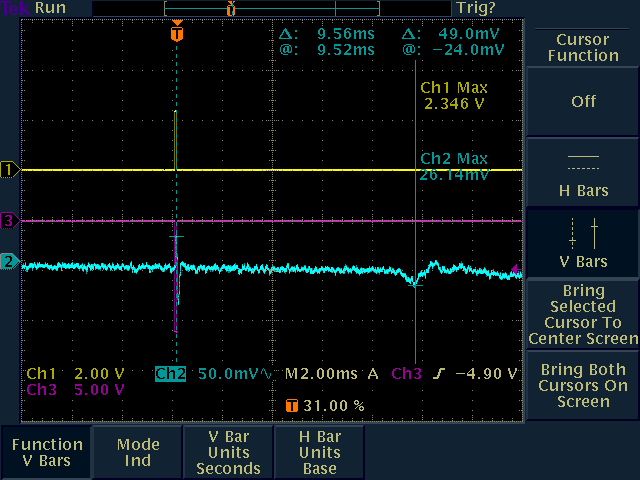 Tek Run Trig?
Δ: 9.56ms Δ: 49.0mV
@: 9.52ms @: −24.0mV
Ch1 Max
2.346 V
Ch2 Max
26.14mV
1
3
2
Ch1 2.00 V Ch2 50.0mV∿ M2.00ms A Ch3 ƒ −4.90 V
Ch3 5.00 V
T 31.00 %
Cursor
Function
Off
H Bars
V Bars
Bring
Selected
Cursor To
Center Screen
Bring Both
Cursors On
Screen
Function
V Bars
Mode
Ind
V Bar
Units
Seconds
H Bar
Units
Base